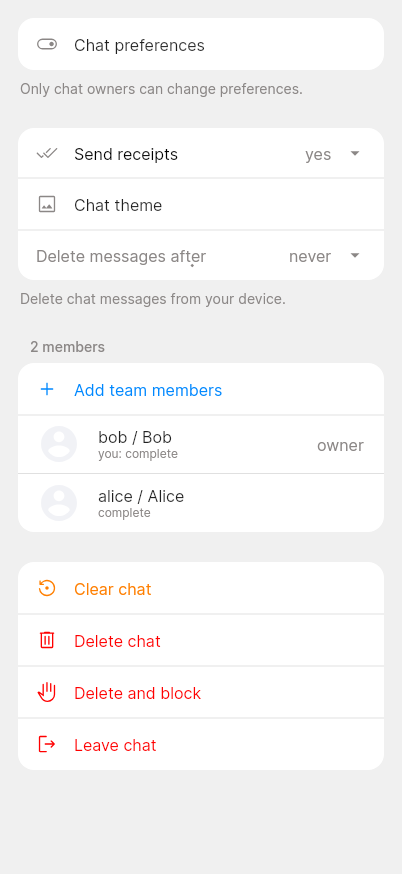 Chat preferences
Only chat owners can change preferences.
Send receipts yes
Chat theme
Delete messages after never
Delete chat messages from your device.
2 members
Add team members
bob / Bob
you: complete
owner
alice / Alice
complete
Clear chat
Delete chat
Delete and block
Leave chat